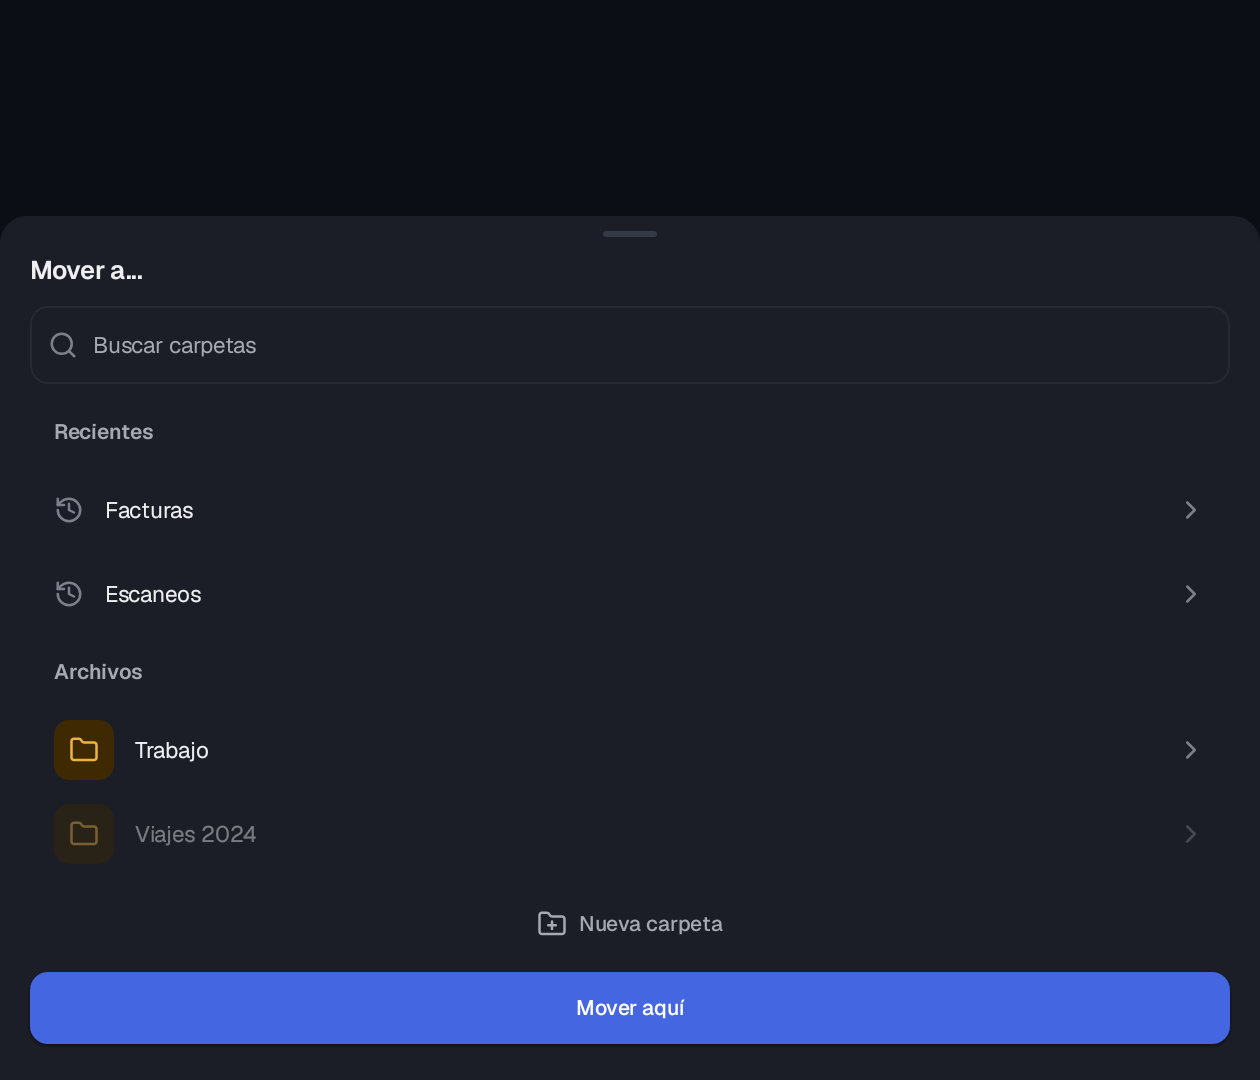 Mover a...
Buscar carpetas
Recientes
Facturas
Escaneos
Archivos
Trabajo
Viajes 2024
Nueva carpeta
Mover aquí